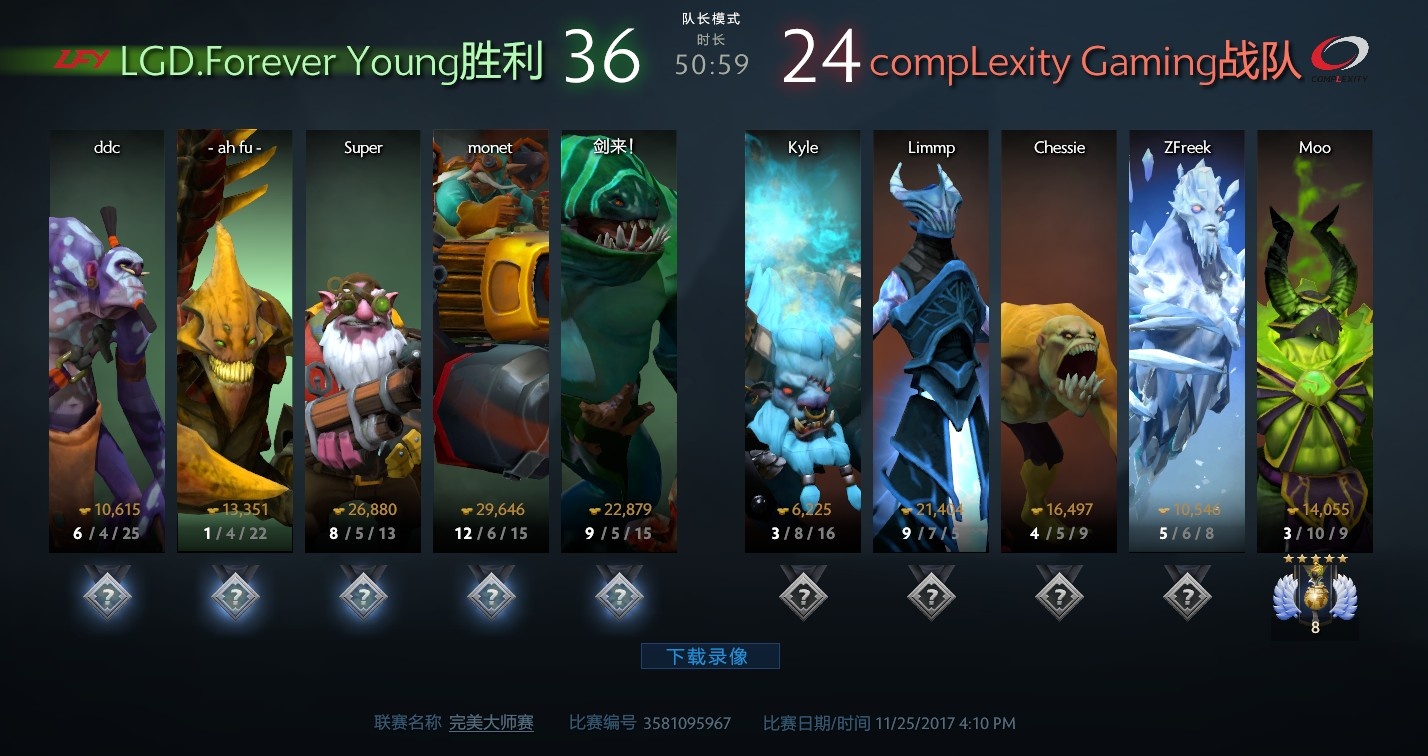 队长模式
LFY LGD.Forever Young胜利 36 时长 50:59 24 compLexity Gaming战队 COMPLEXITY
ddc - ah fu - Super monet 剑来! Kyle Limmp Chessie ZFreek Moo
10,615 13,351 26,880 29,646 22,879 6,225 21,404 16,497 10,546 14,055
6 / 4 / 25 1 / 4 / 22 8 / 5 / 13 12 / 6 / 15 9 / 5 / 15 3 / 8 / 16 9 / 7 / 5 4 / 5 / 9 5 / 6 / 8 3 / 10 / 9
? ? ? ? ? ? ? ? ? 8
下载录像
联赛名称 完美大师赛 比赛编号 3581095967 比赛日期/时间 11/25/2017 4:10 PM